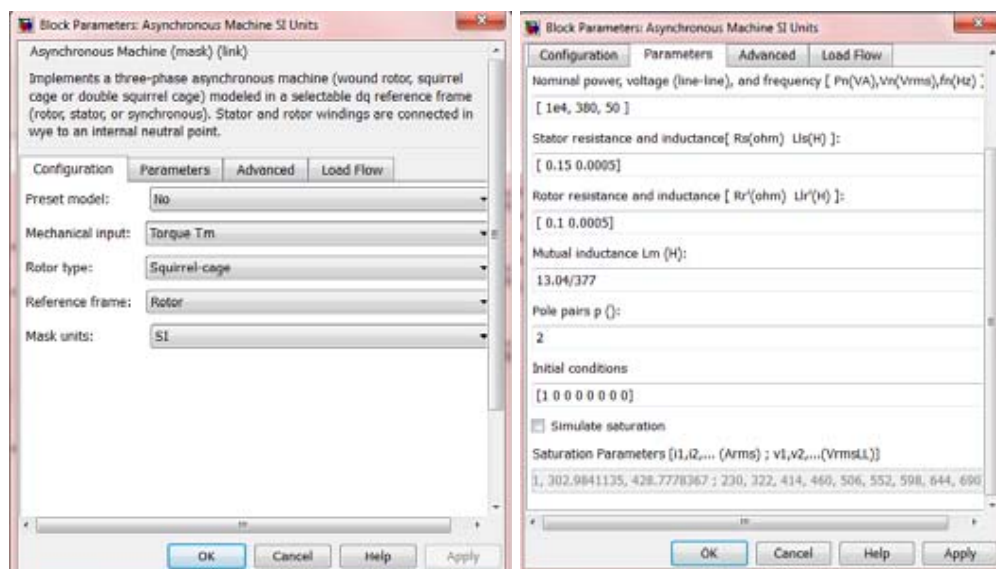 Block Parameters: Asynchronous Machine SI Units
Asynchronous Machine (mask) (link)
Implements a three-phase asynchronous machine (wound rotor, squirrel
cage or double squirrel cage) modeled in a selectable dq reference frame
(rotor, stator, or synchronous). Stator and rotor windings are connected in
wye to an internal neutral point.
Configuration Parameters Advanced Load Flow
Preset model: No
Mechanical input: Torque Tm
Rotor type: Squirrel-cage
Reference frame: Rotor
Mask units: SI
OK Cancel Help Apply
Block Parameters: Asynchronous Machine SI Units
Configuration Parameters Advanced Load Flow
Nominal power, voltage (line-line), and frequency [ Pn(VA),Vn(Vrms),fn(Hz) ]
[ 1e4, 380, 50 ]
Stator resistance and inductance[ Rs(ohm) Lls(H) ]:
[ 0.15 0.0005]
Rotor resistance and inductance [ Rr'(ohm) Llr'(H) ]:
[ 0.1 0.0005]
Mutual inductance Lm (H):
13.04/377
Pole pairs p ():
2
Initial conditions
[1 0 0 0 0 0 0 0]
Simulate saturation
Saturation Parameters [i1,i2,... (Arms) ; v1,v2,...(VrmsLL)]
1, 302.9841135, 428.7778367 ; 230, 322, 414, 460, 506, 552, 598, 644, 690
OK Cancel Help Apply